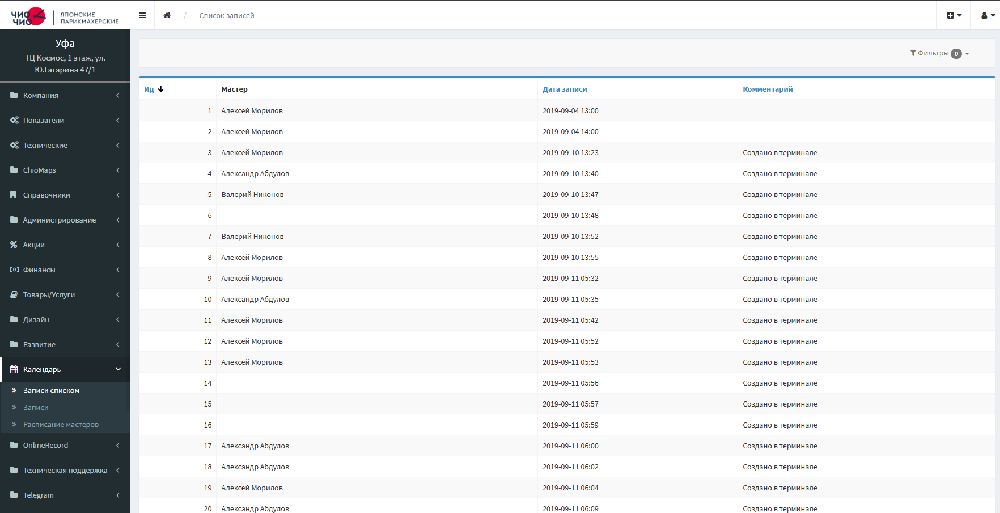 ЧИО
ЧИО
ЯПОНСКИЕ
ПАРИКМАХЕРСКИЕ
/ Список записей
Уфа
ТЦ Космос, 1 этаж, ул.
Ю.Гагарина 47/1
Компания
Показатели
Технические
ChioMaps
Справочники
Администрирование
Акции
Финансы
Товары/Услуги
Дизайн
Развитие
Календарь
Записи списком
Записи
Расписание мастеров
OnlineRecord
Техническая поддержка
Telegram
Фильтры 0
Ид Мастер Дата записи Комментарий
1 Алексей Морилов 2019-09-04 13:00
2 Алексей Морилов 2019-09-04 14:00
3 Алексей Морилов 2019-09-10 13:23 Создано в терминале
4 Александр Абдулов 2019-09-10 13:40 Создано в терминале
5 Валерий Никонов 2019-09-10 13:47 Создано в терминале
6 2019-09-10 13:48 Создано в терминале
7 Валерий Никонов 2019-09-10 13:52 Создано в терминале
8 Алексей Морилов 2019-09-10 13:55 Создано в терминале
9 Алексей Морилов 2019-09-11 05:32 Создано в терминале
10 Александр Абдулов 2019-09-11 05:35 Создано в терминале
11 Алексей Морилов 2019-09-11 05:42 Создано в терминале
12 Алексей Морилов 2019-09-11 05:52 Создано в терминале
13 Алексей Морилов 2019-09-11 05:53 Создано в терминале
14 2019-09-11 05:56 Создано в терминале
15 2019-09-11 05:57 Создано в терминале
16 2019-09-11 05:59 Создано в терминале
17 Александр Абдулов 2019-09-11 06:00 Создано в терминале
18 Александр Абдулов 2019-09-11 06:02 Создано в терминале
19 Алексей Морилов 2019-09-11 06:04 Создано в терминале
20 Александр Абдулов 2019-09-11 06:09 Создано в терминале